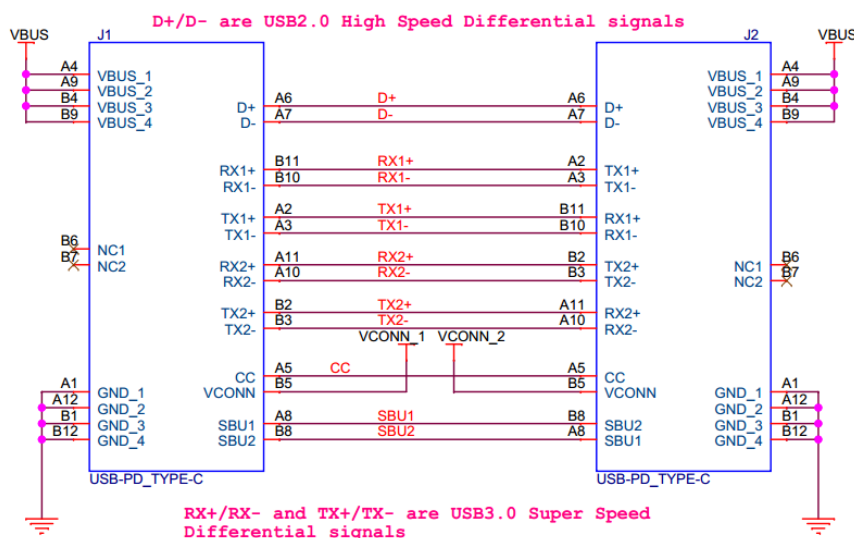 D+/D- are USB2.0 High Speed Differential signals
VBUS J1 J2 VBUS
A4 VBUS_1 A4 VBUS_1
A9 VBUS_2 A9 VBUS_2
B4 VBUS_3 D+ A6 D+ A6 D+ B4 VBUS_3
B9 VBUS_4 D- A7 D- A7 D- B9 VBUS_4
RX1+ B11 RX1+ A2 TX1+
RX1- B10 RX1- A3 TX1-
TX1+ A2 TX1+ B11 RX1+
TX1- A3 TX1- B10 RX1-
B6 NC1 RX2+ A11 RX2+ B2 TX2+ NC1 B6
B7 NC2 RX2- A10 RX2- B3 TX2- NC2 B7
TX2+ B2 TX2+ A11 RX2+
TX2- B3 TX2- A10 RX2-
VCONN_1 VCONN_2
CC A5 CC A5 CC
A1 GND_1 VCONN B5 B5 VCONN GND_1 A1
A12 GND_2 GND_2 A12
B1 GND_3 SBU1 A8 SBU1 B8 SBU2 GND_3 B1
B12 GND_4 SBU2 B8 SBU2 A8 SBU1 GND_4 B12
USB-PD_TYPE-C USB-PD_TYPE-C
RX+/RX- and TX+/TX- are USB3.0 Super Speed
Differential signals